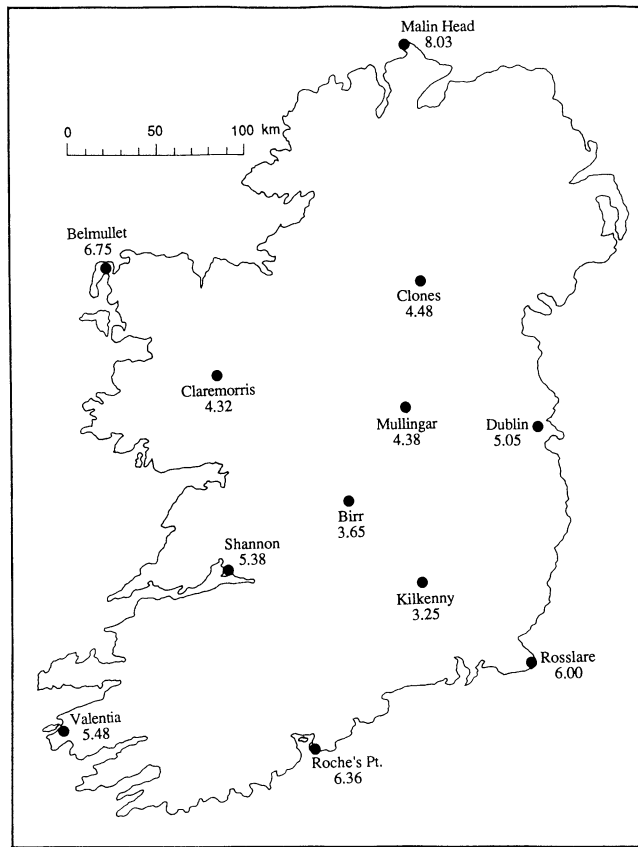 Malin Head
8.03
0 50 100 km
Belmullet
6.75
Clones
4.48
Claremorris
4.32
Mullingar
4.38
Dublin
5.05
Birr
3.65
Shannon
5.38
Kilkenny
3.25
Rosslare
6.00
Valentia
5.48
Roche's Pt.
6.36